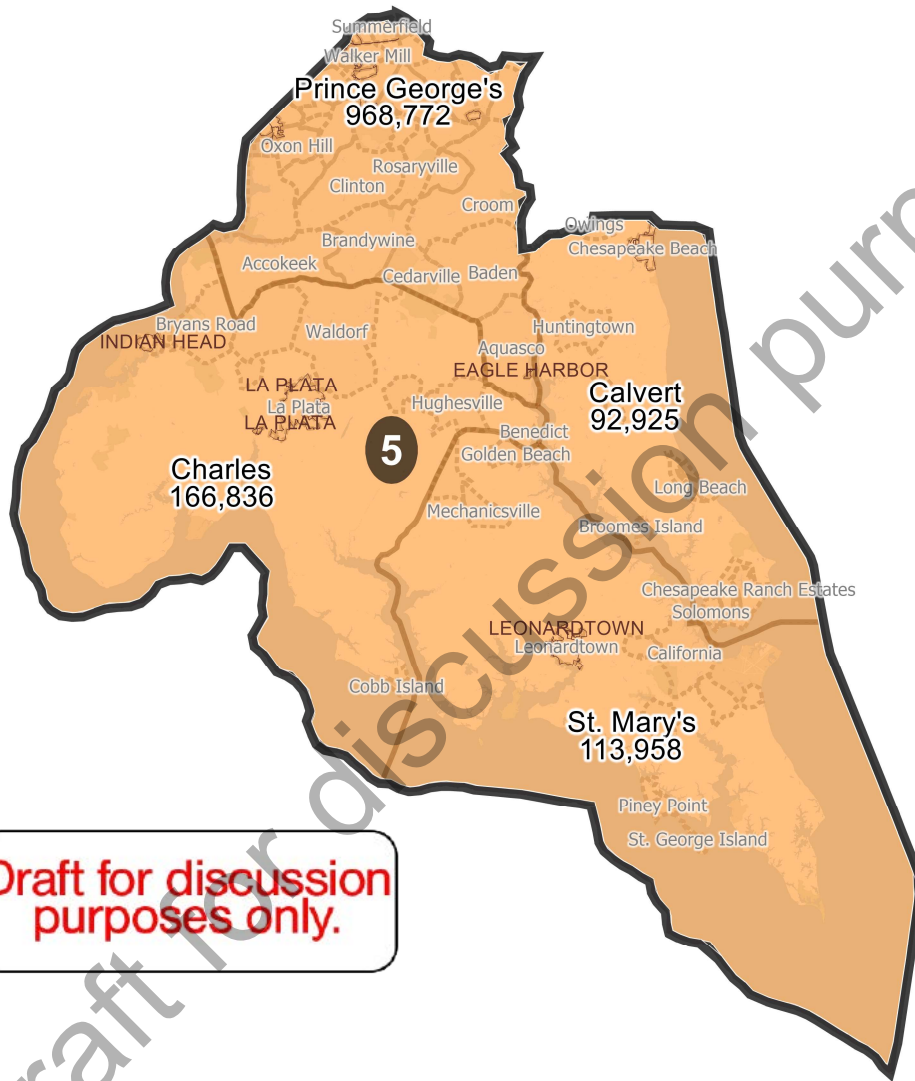 Summerfield
Walker Mill
Prince George's
968,772
Oxon Hill
Rosaryville
Clinton
Croom
Owings
Chesapeake Beach
Brandywine
Accokeek
Cedarville
Baden
Bryans Road
INDIAN HEAD
Waldorf
Huntingtown
Aquasco
EAGLE HARBOR
LA PLATA
La Plata
LA PLATA
Hughesville
Calvert
92,925
Benedict
Golden Beach
5
Charles
166,836
Long Beach
Mechanicsville
Broomes Island
Chesapeake Ranch Estates
Solomons
LEONARDTOWN
Leonardtown
California
Cobb Island
St. Mary's
113,958
Piney Point
St. George Island
Draft for discussion
purposes only.
raft for discussion purp